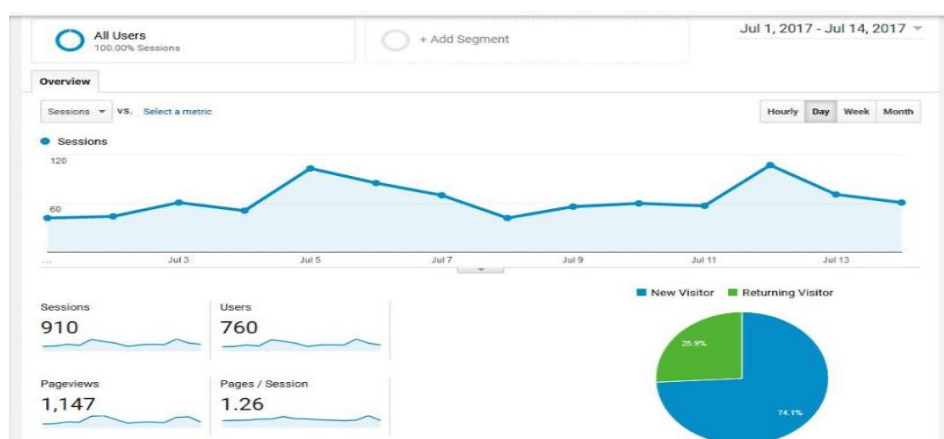 All Users
100.00% Sessions
+ Add Segment
Jul 1, 2017 - Jul 14, 2017
Overview
Sessions VS. Select a metric
Hourly Day Week Month
Sessions
120
60
... Jul 3 Jul 5 Jul 7 Jul 9 Jul 11 Jul 13
New Visitor Returning Visitor
Sessions Users
910 760
25.9%
Pageviews Pages / Session
1,147 1.26
74.1%